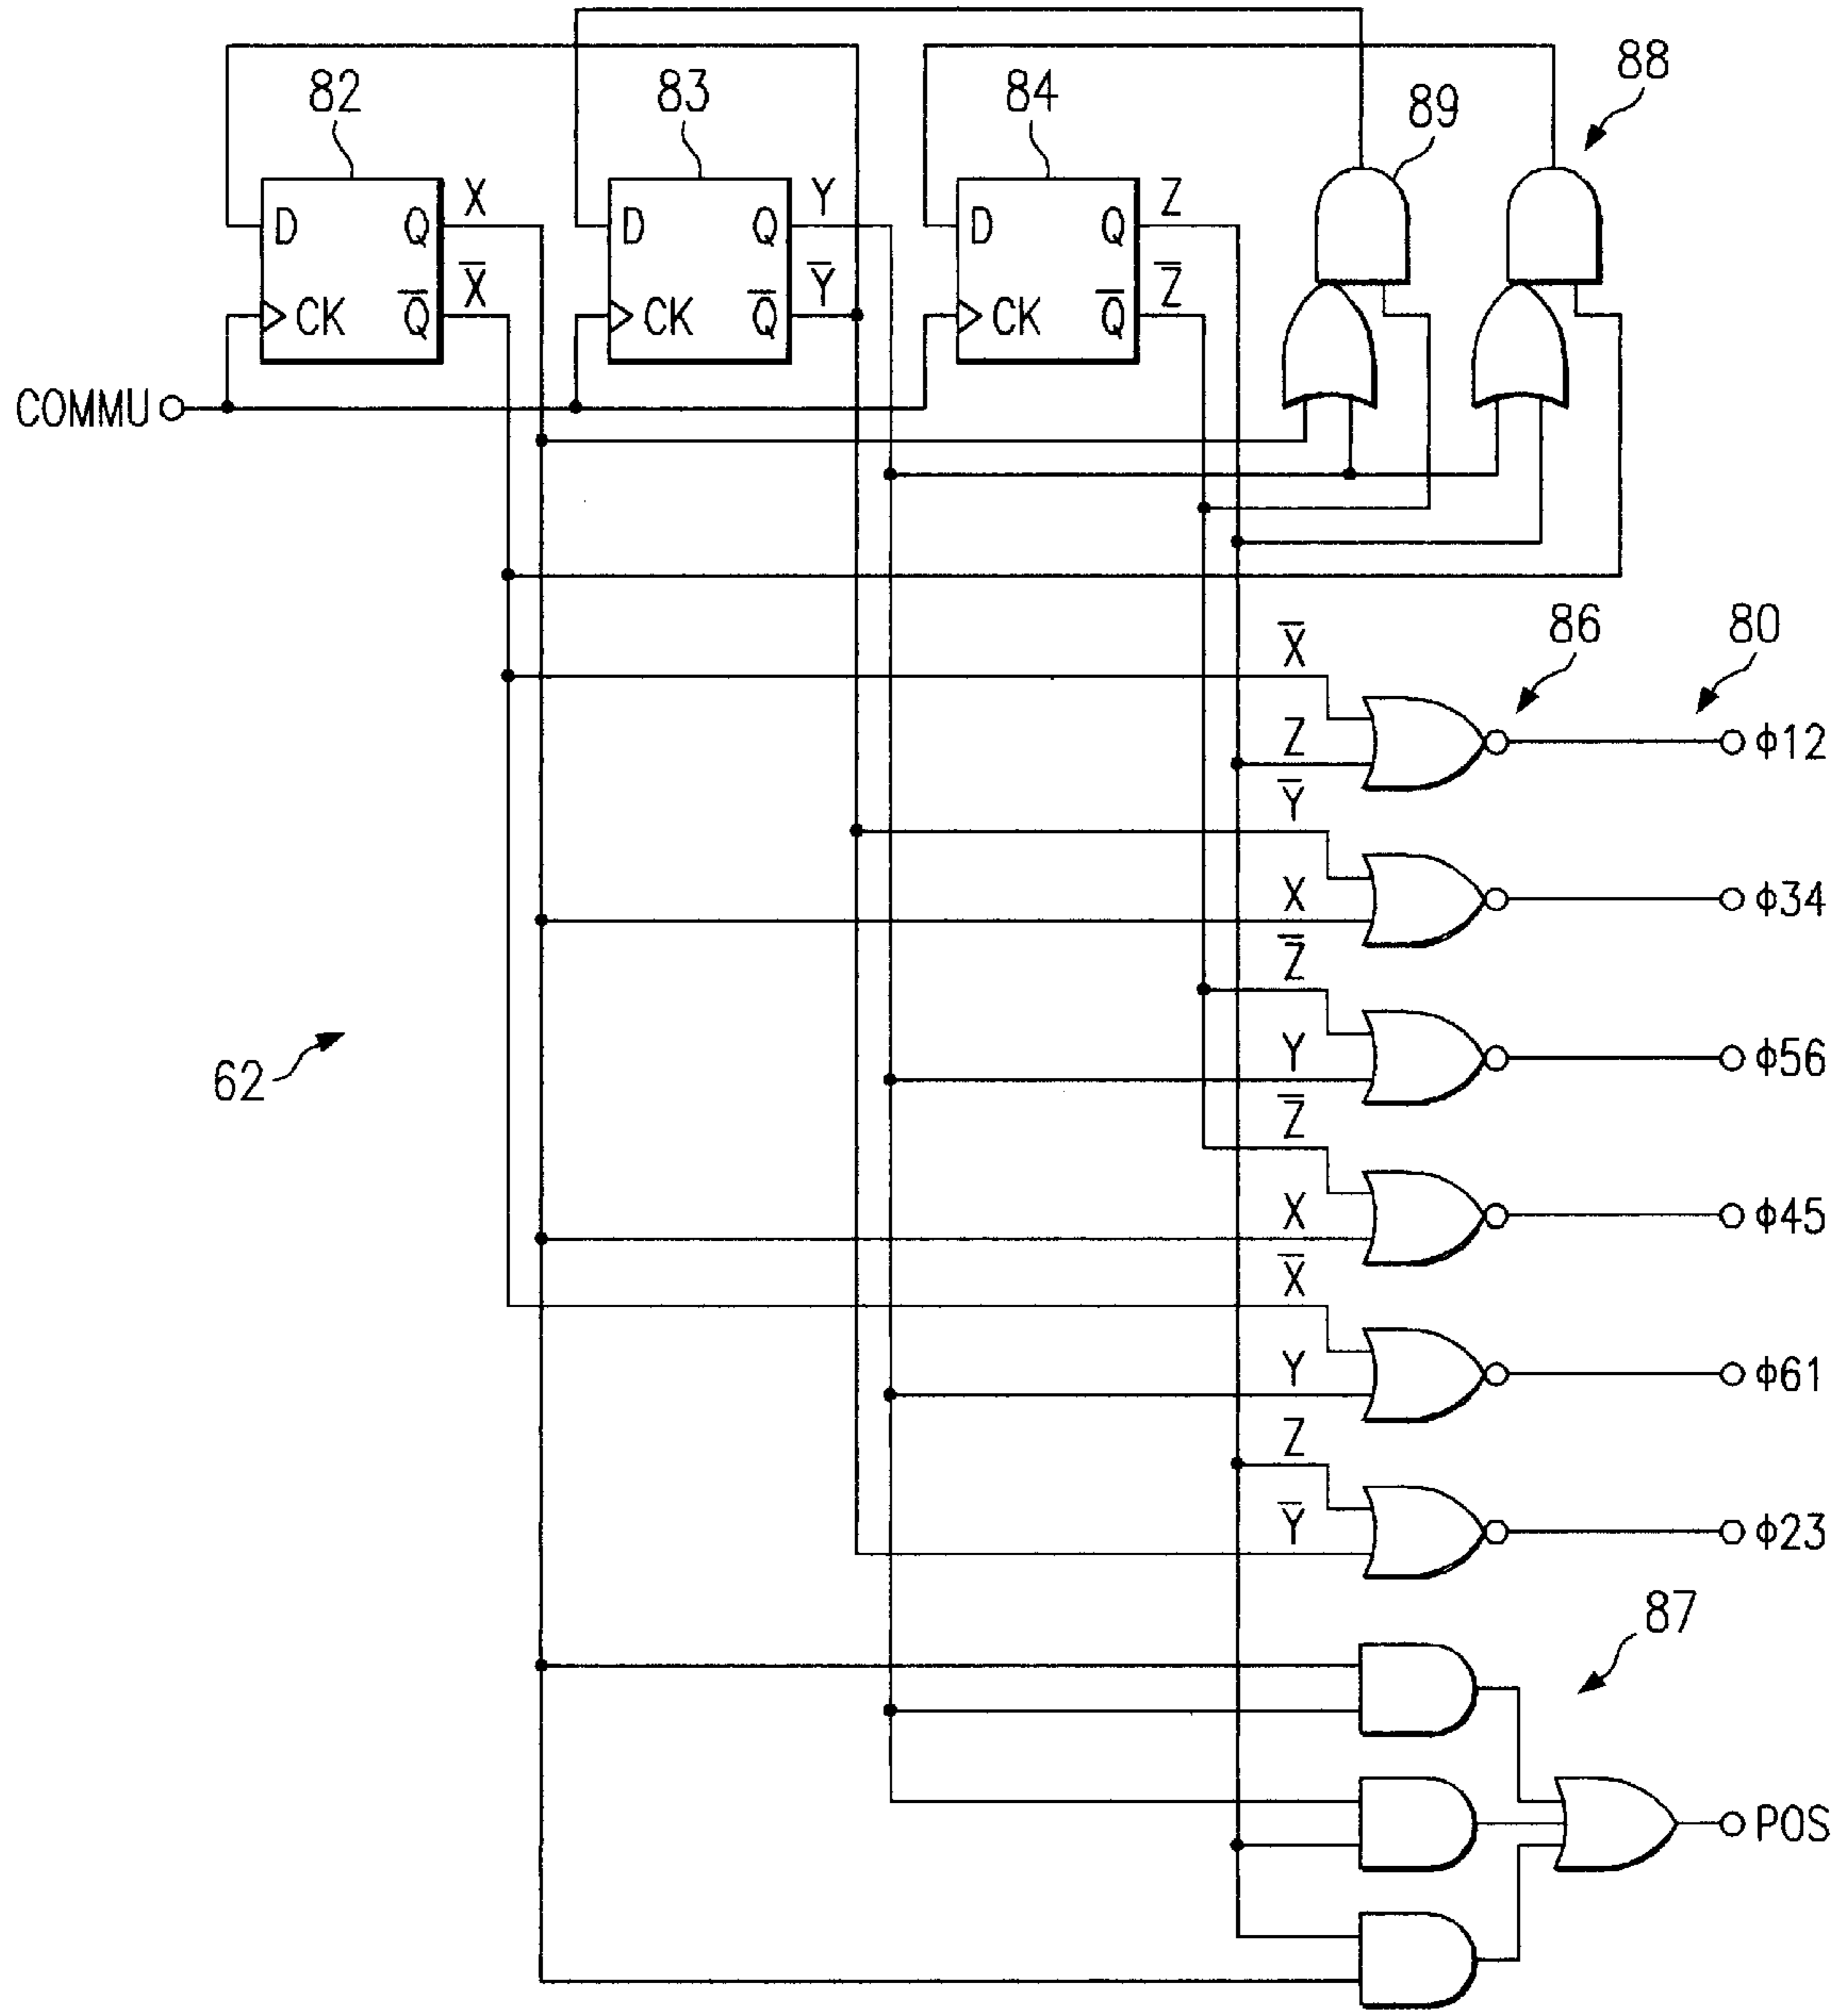 88
82 83 84 89
X Y Z
D Q D Q D Q
X̅ Y̅ Z̅
CK Q̅ CK Q̅ CK Q̅
COMMU
X̅ 86 80
Z ϕ12
Y̅
X ϕ34
Z̅
62 Y ϕ56
Z̅
X ϕ45
X̅
Y ϕ61
Z
Y̅ ϕ23
87
POS